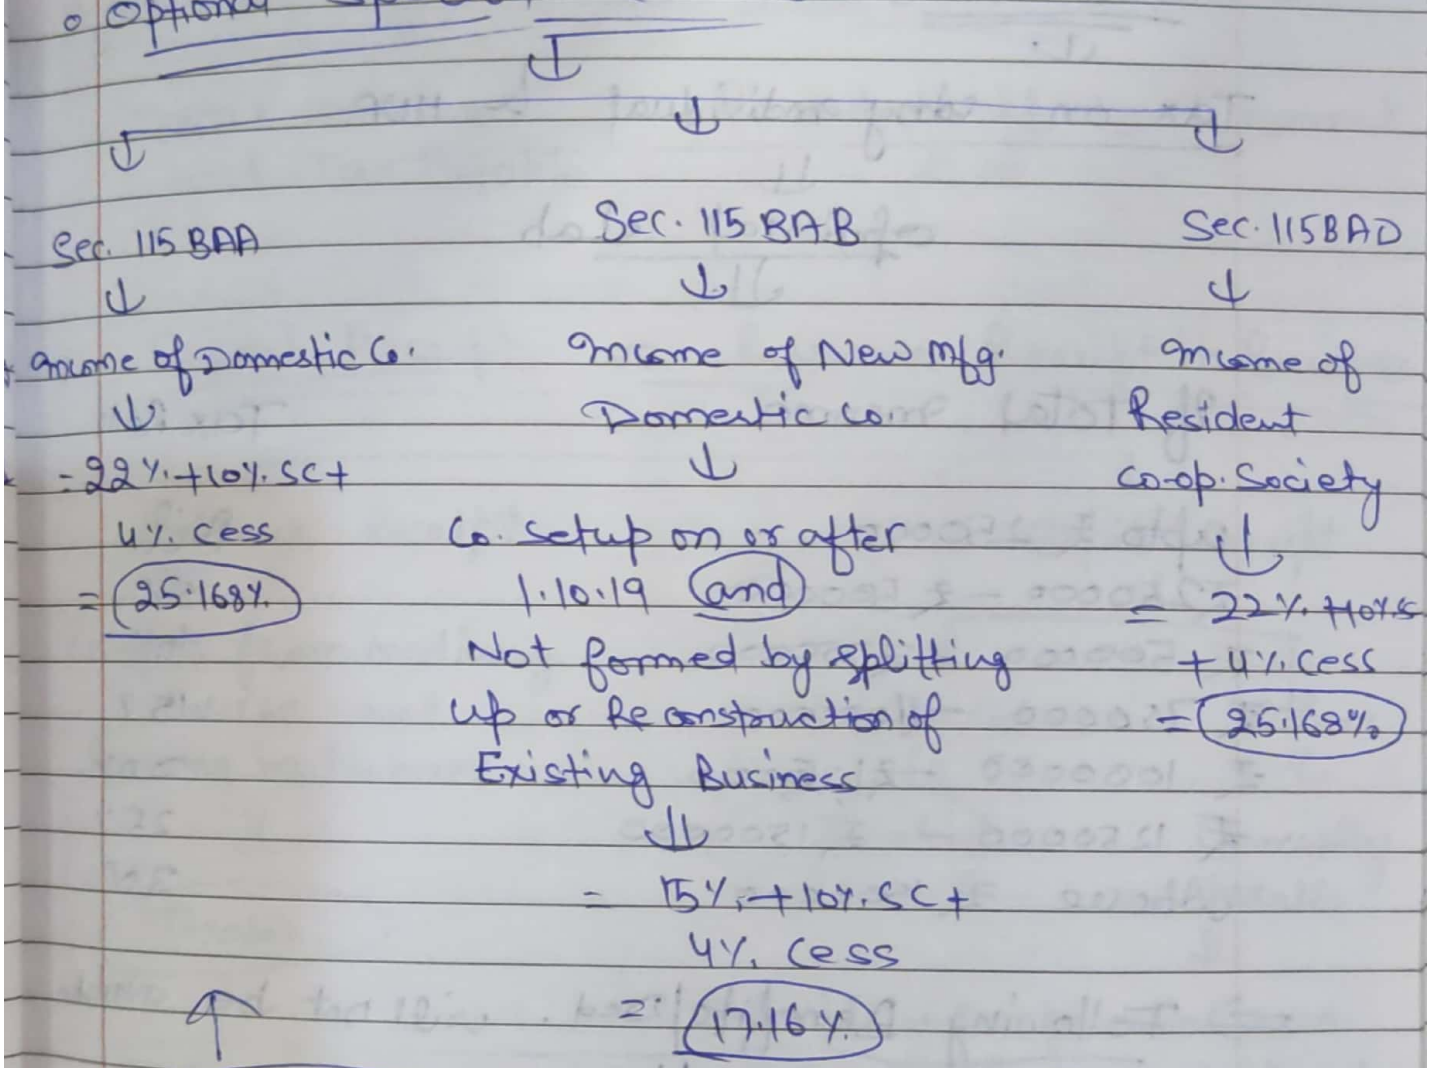 Optional
Sec. 115 BAA
↓
Income of Domestic Co.
↓
= 22%.+10%. SC+
4%. Cess
= 25.168%.
Sec. 115 BAB
↓
Income of New Mfg.
Domestic Co.
↓
Co. Setup on or after
1.10.19 and
Not formed by splitting
up or Reconstruction of
Existing Business
↓
= 15%.+10%.SC+
4%. Cess
= 17.16%.
Sec. 115BAD
↓
Income of
Resident
Co-op. Society
↓
= 22%.+10%.S
+ 4%. Cess
= 25.168%